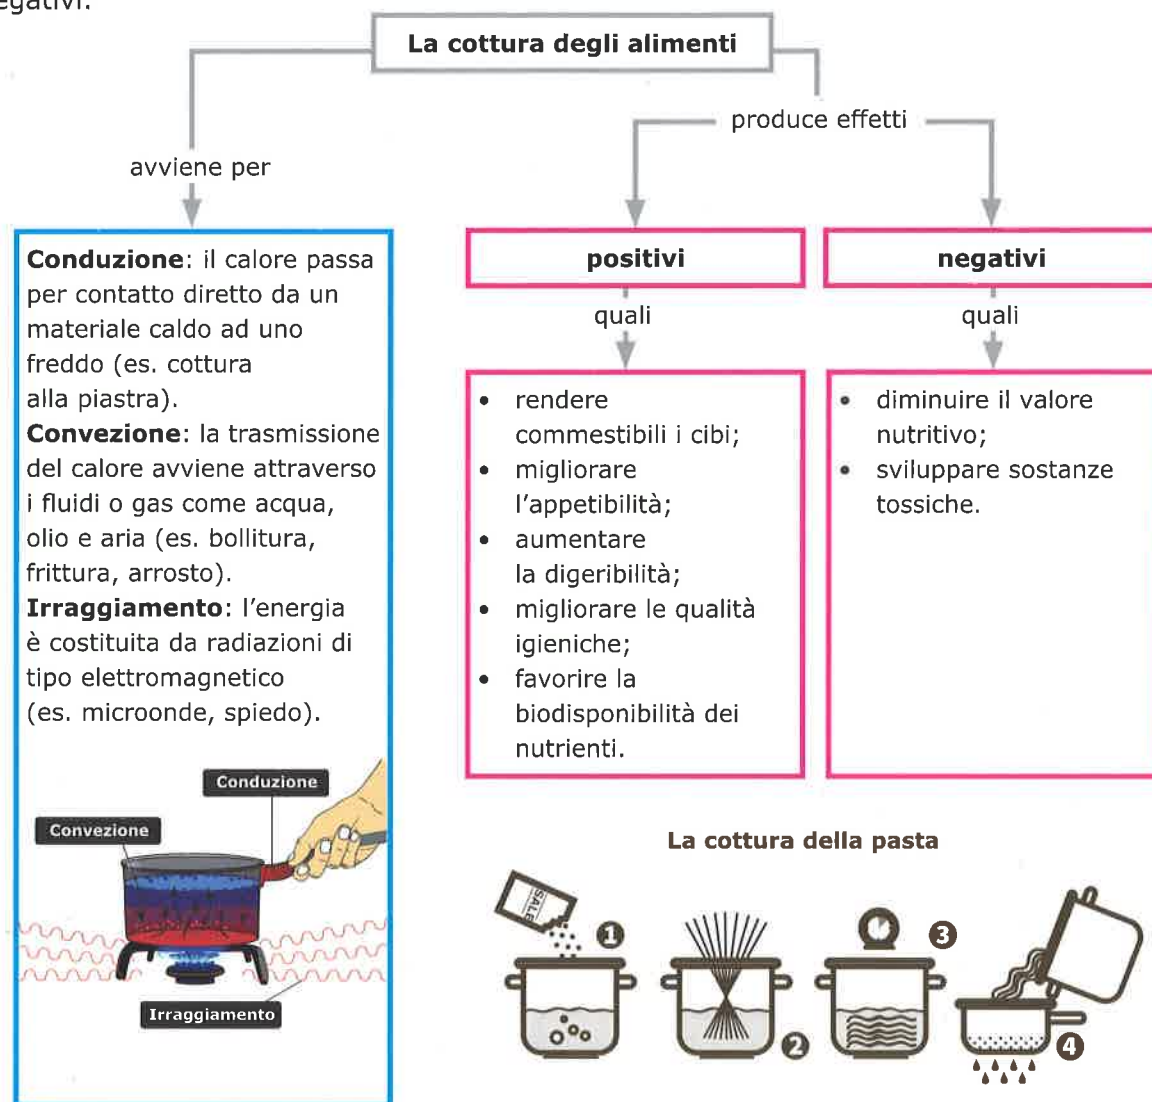 egativi.
La cottura degli alimenti
produce effetti
avviene per
Conduzione: il calore passa
per contatto diretto da un
materiale caldo ad uno
freddo (es. cottura
alla piastra).
Convezione: la trasmissione
del calore avviene attraverso
i fluidi o gas come acqua,
olio e aria (es. bollitura,
frittura, arrosto).
Irraggiamento: l'energia
è costituita da radiazioni di
tipo elettromagnetico
(es. microonde, spiedo).
Conduzione
Convezione
Irraggiamento
positivi
quali
• rendere
commestibili i cibi;
• migliorare
l'appetibilità;
• aumentare
la digeribilità;
• migliorare le qualità
igieniche;
• favorire la
biodisponibilità dei
nutrienti.
negativi
quali
• diminuire il valore
nutritivo;
• sviluppare sostanze
tossiche.
La cottura della pasta
SALE
1
2
3
4